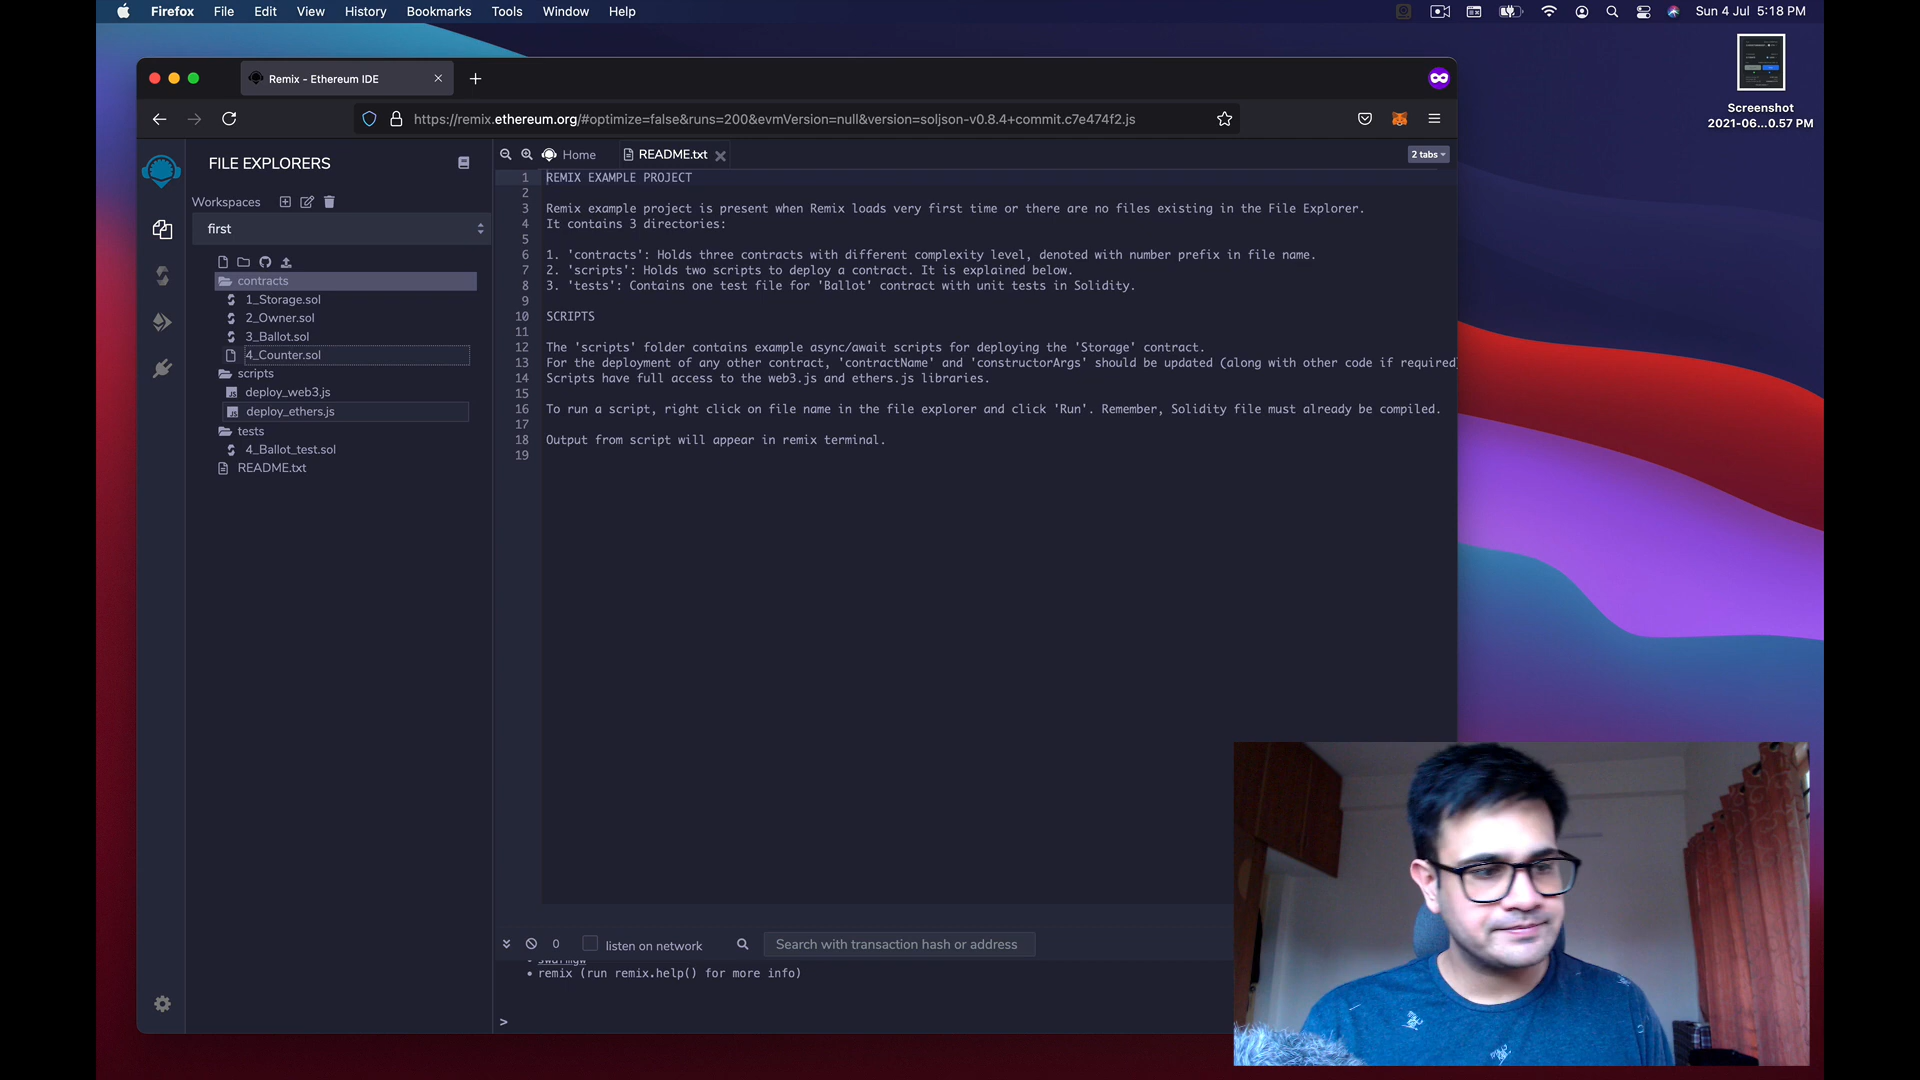 Firefox File Edit View History Bookmarks Tools Window Help
Sun 4 Jul 5:18 PM
Screenshot
2021-06...0.57 PM
Remix - Ethereum IDE
https://remix.ethereum.org/#optimize=false&runs=200&evmVersion=null&version=soljson-v0.8.4+commit.c7e474f2.js
FILE EXPLORERS
Workspaces
first
contracts
1_Storage.sol
2_Owner.sol
3_Ballot.sol
4_Counter.sol
scripts
deploy_web3.js
deploy_ethers.js
tests
4_Ballot_test.sol
README.txt
Home README.txt 2 tabs
1 REMIX EXAMPLE PROJECT
2
3 Remix example project is present when Remix loads very first time or there are no files existing in the File Explorer.
4 It contains 3 directories:
5
6 1. 'contracts': Holds three contracts with different complexity level, denoted with number prefix in file name.
7 2. 'scripts': Holds two scripts to deploy a contract. It is explained below.
8 3. 'tests': Contains one test file for 'Ballot' contract with unit tests in Solidity.
9
10 SCRIPTS
11
12 The 'scripts' folder contains example async/await scripts for deploying the 'Storage' contract.
13 For the deployment of any other contract, 'contractName' and 'constructorArgs' should be updated (along with other code if required)
14 Scripts have full access to the web3.js and ethers.js libraries.
15
16 To run a script, right click on file name in the file explorer and click 'Run'. Remember, Solidity file must already be compiled.
17
18 Output from script will appear in remix terminal.
19
0 listen on network Search with transaction hash or address
• swarmgw
• remix (run remix.help() for more info)
>